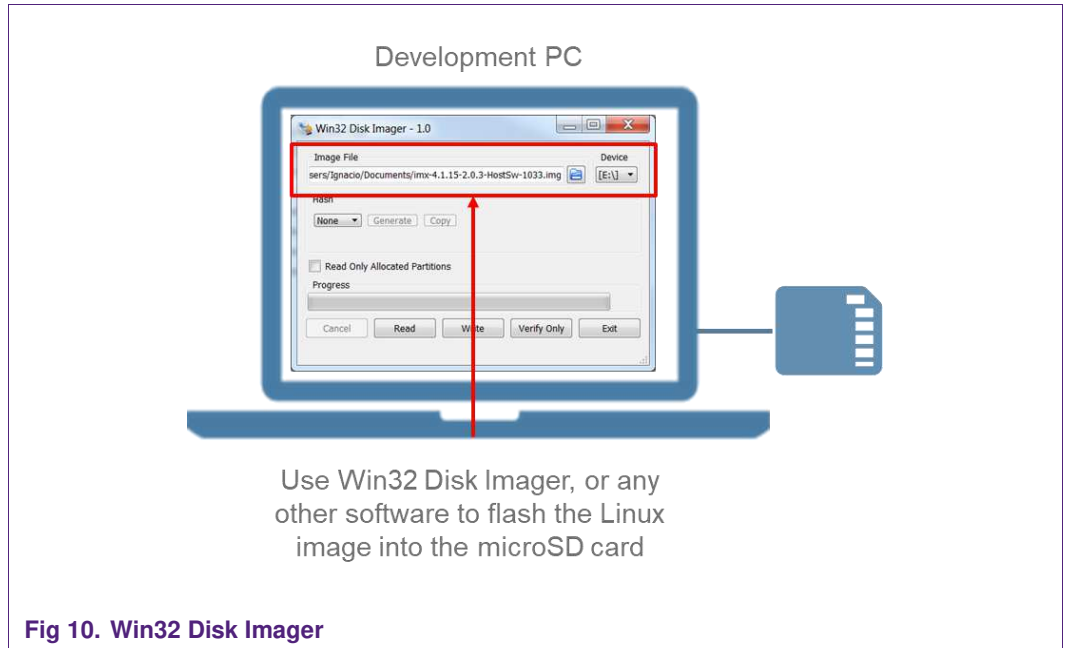 Development PC
Win32 Disk Imager - 1.0
Image File
Device
sers/Ignacio/Documents/imx-4.1.15-2.0.3-HostSw-1033.img
[E:\]
Hash
None
Generate
Copy
Read Only Allocated Partitions
Progress
Cancel
Read
Write
Verify Only
Exit
Use Win32 Disk Imager, or any
other software to flash the Linux
image into the microSD card
Fig 10. Win32 Disk Imager